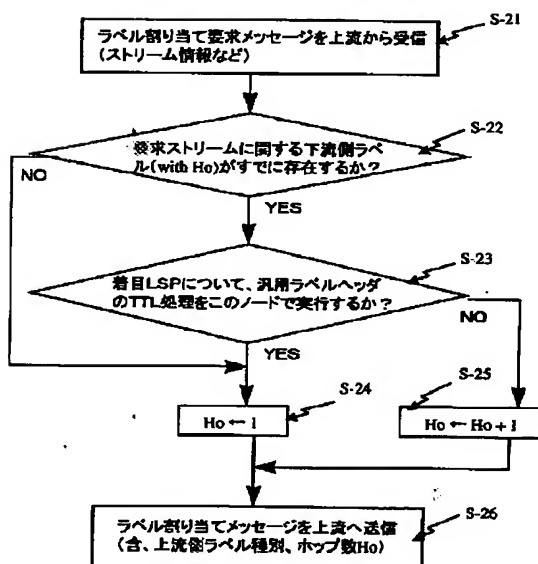 S-21
ラベル割り当て要求メッセージを上流から受信
(ストリーム情報など)
S-22
要求ストリームに関する下流側ラベ
ル(with Ho)がすでに存在するか?
NO
YES
S-23
着目LSPについて、汎用ラベルヘッダ
のTTL処理をこのノードで実行するか?
NO
YES
S-24
S-25
Ho ← 1
Ho ← Ho + 1
S-26
ラベル割り当てメッセージを上流へ送信
(含、上流側ラベル種別、ホップ数Ho)